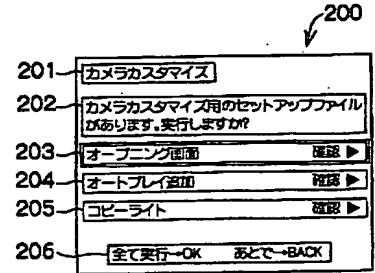 200
201 カメラカスタマイズ
202 カメラカスタマイズ用のセットアップファイル
があります。実行しますか?
203 オープニング画面 確認 ▶
204 オートプレイ追加 確認 ▶
205 コピーライト 確認 ▶
206 全て実行→OK あとで→BACK